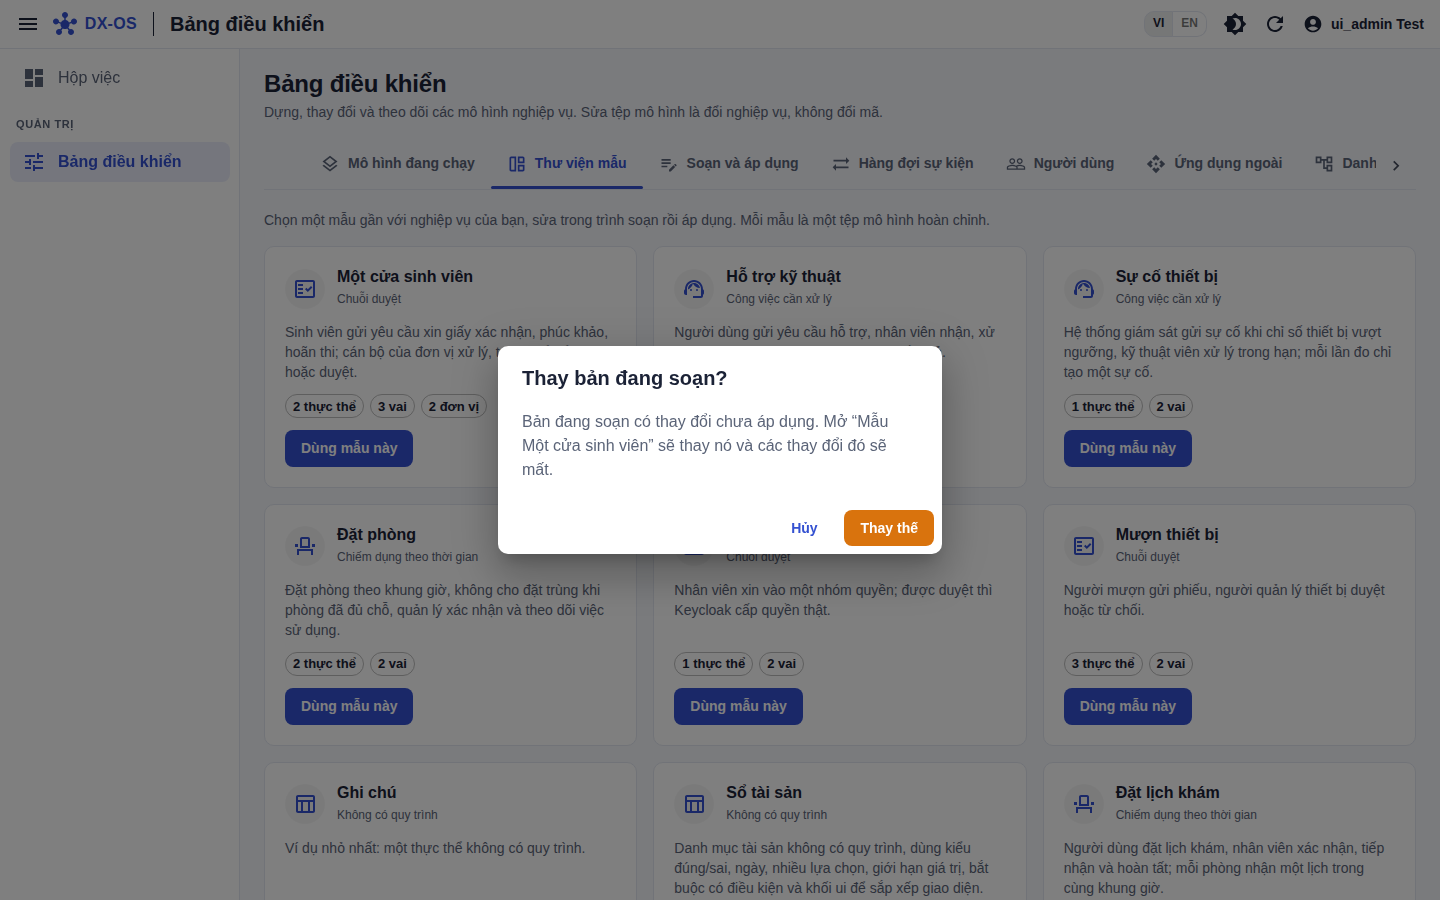 DX-OS
Bảng điều khiển
VI
EN
ui_admin Test
Hộp việc
QUẢN TRỊ
Bảng điều khiển
Bảng điều khiển
Dựng, thay đổi và theo dõi các mô hình nghiệp vụ. Sửa tệp mô hình là đổi nghiệp vụ, không đổi mã.
Mô hình đang chạy
Thư viện mẫu
Soạn và áp dụng
Hàng đợi sự kiện
Người dùng
Ứng dụng ngoài
Danh
Chọn một mẫu gần với nghiệp vụ của bạn, sửa trong trình soạn rồi áp dụng. Mỗi mẫu là một tệp mô hình hoàn chỉnh.
Một cửa sinh viên
Chuỗi duyệt
Sinh viên gửi yêu cầu xin giấy xác nhận, phúc khảo,
hoãn thi; cán bộ của đơn vị xử lý,
hoặc duyệt.
2 thực thể
3 vai
2 đơn vị
Dùng mẫu này
Hỗ trợ kỹ thuật
Công việc cần xử lý
Người dùng gửi yêu cầu hỗ trợ, nhân viên nhận, xử
Sự cố thiết bị
Công việc cần xử lý
Hệ thống giám sát gửi sự cố khi chỉ số thiết bị vượt
ngưỡng, kỹ thuật viên xử lý trong hạn; mỗi lần đo chỉ
tạo một sự cố.
1 thực thể
2 vai
Dùng mẫu này
Thay bản đang soạn?
Bản đang soạn có thay đổi chưa áp dụng. Mở “Mẫu
Một cửa sinh viên” sẽ thay nó và các thay đổi đó sẽ
mất.
Hủy
Thay thế
Đặt phòng
Chiếm dụng theo thời gian
Đặt phòng theo khung giờ, không cho đặt trùng khi
phòng đã đủ chỗ, quản lý xác nhận và theo dõi việc
sử dụng.
2 thực thể
2 vai
Dùng mẫu này
Chuỗi duyệt
Nhân viên xin vào một nhóm quyền; được duyệt thì
Keycloak cấp quyền thật.
1 thực thể
2 vai
Dùng mẫu này
Mượn thiết bị
Chuỗi duyệt
Người mượn gửi phiếu, người quản lý thiết bị duyệt
hoặc từ chối.
3 thực thể
2 vai
Dùng mẫu này
Ghi chú
Không có quy trình
Ví dụ nhỏ nhất: một thực thể không có quy trình.
Sổ tài sản
Không có quy trình
Danh mục tài sản không có quy trình, dùng kiểu
đúng/sai, ngày, nhiều lựa chọn, giới hạn giá trị, bắt
buộc có điều kiện và khối ui để sắp xếp giao diện.
Đặt lịch khám
Chiếm dụng theo thời gian
Người dùng đặt lịch khám, nhân viên xác nhận, tiếp
nhận và hoàn tất; mỗi phòng nhận một lịch trong
cùng khung giờ.